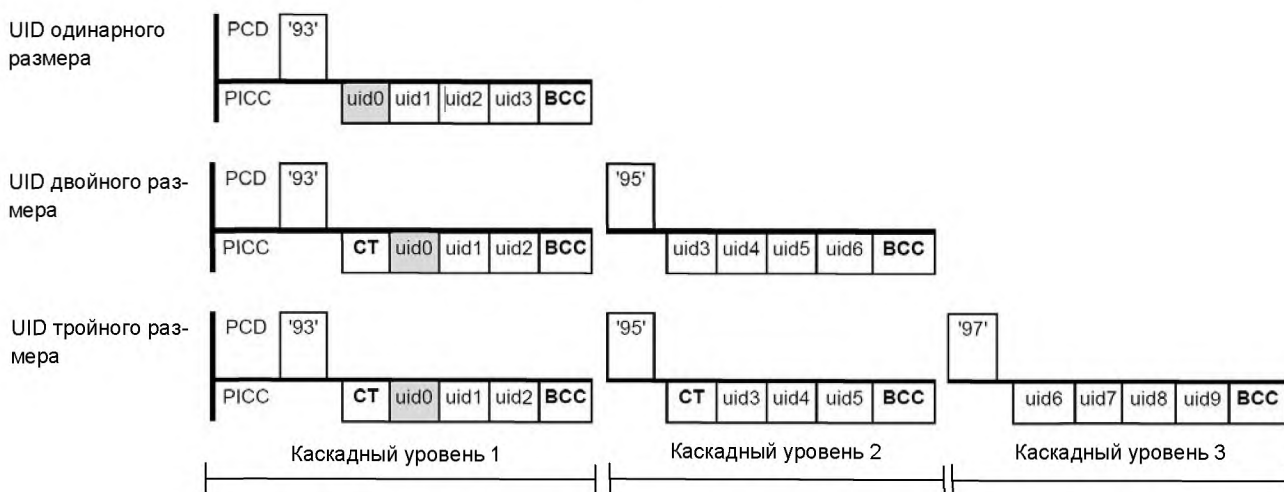 UID одинарного
размера
PCD '93'
PICC uid0 uid1 uid2 uid3 BCC
UID двойного раз-
мера
PCD '93' '95'
PICC CT uid0 uid1 uid2 BCC uid3 uid4 uid5 uid6 BCC
UID тройного раз-
мера
PCD '93' '95' '97'
PICC CT uid0 uid1 uid2 BCC CT uid3 uid4 uid5 BCC uid6 uid7 uid8 uid9 BCC
Каскадный уровень 1 Каскадный уровень 2 Каскадный уровень 3